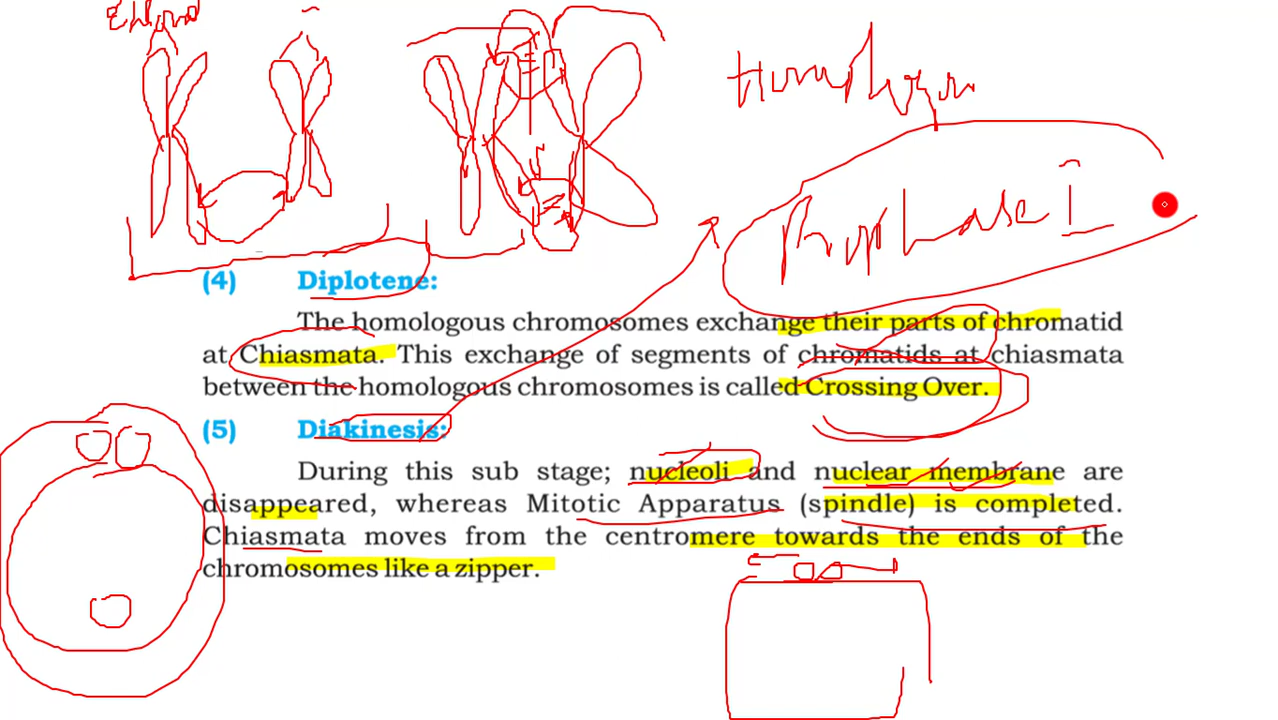 Prophase I
(4) Diplotene:
The homologous chromosomes exchange their parts of chromatid
at Chiasmata. This exchange of segments of chromatids at chiasmata
between the homologous chromosomes is called Crossing Over.
(5) Diakinesis:
During this sub stage; nucleoli and nuclear membrane are
disappeared, whereas Mitotic Apparatus (spindle) is completed.
Chiasmata moves from the centromere towards the ends of the
chromosomes like a zipper.